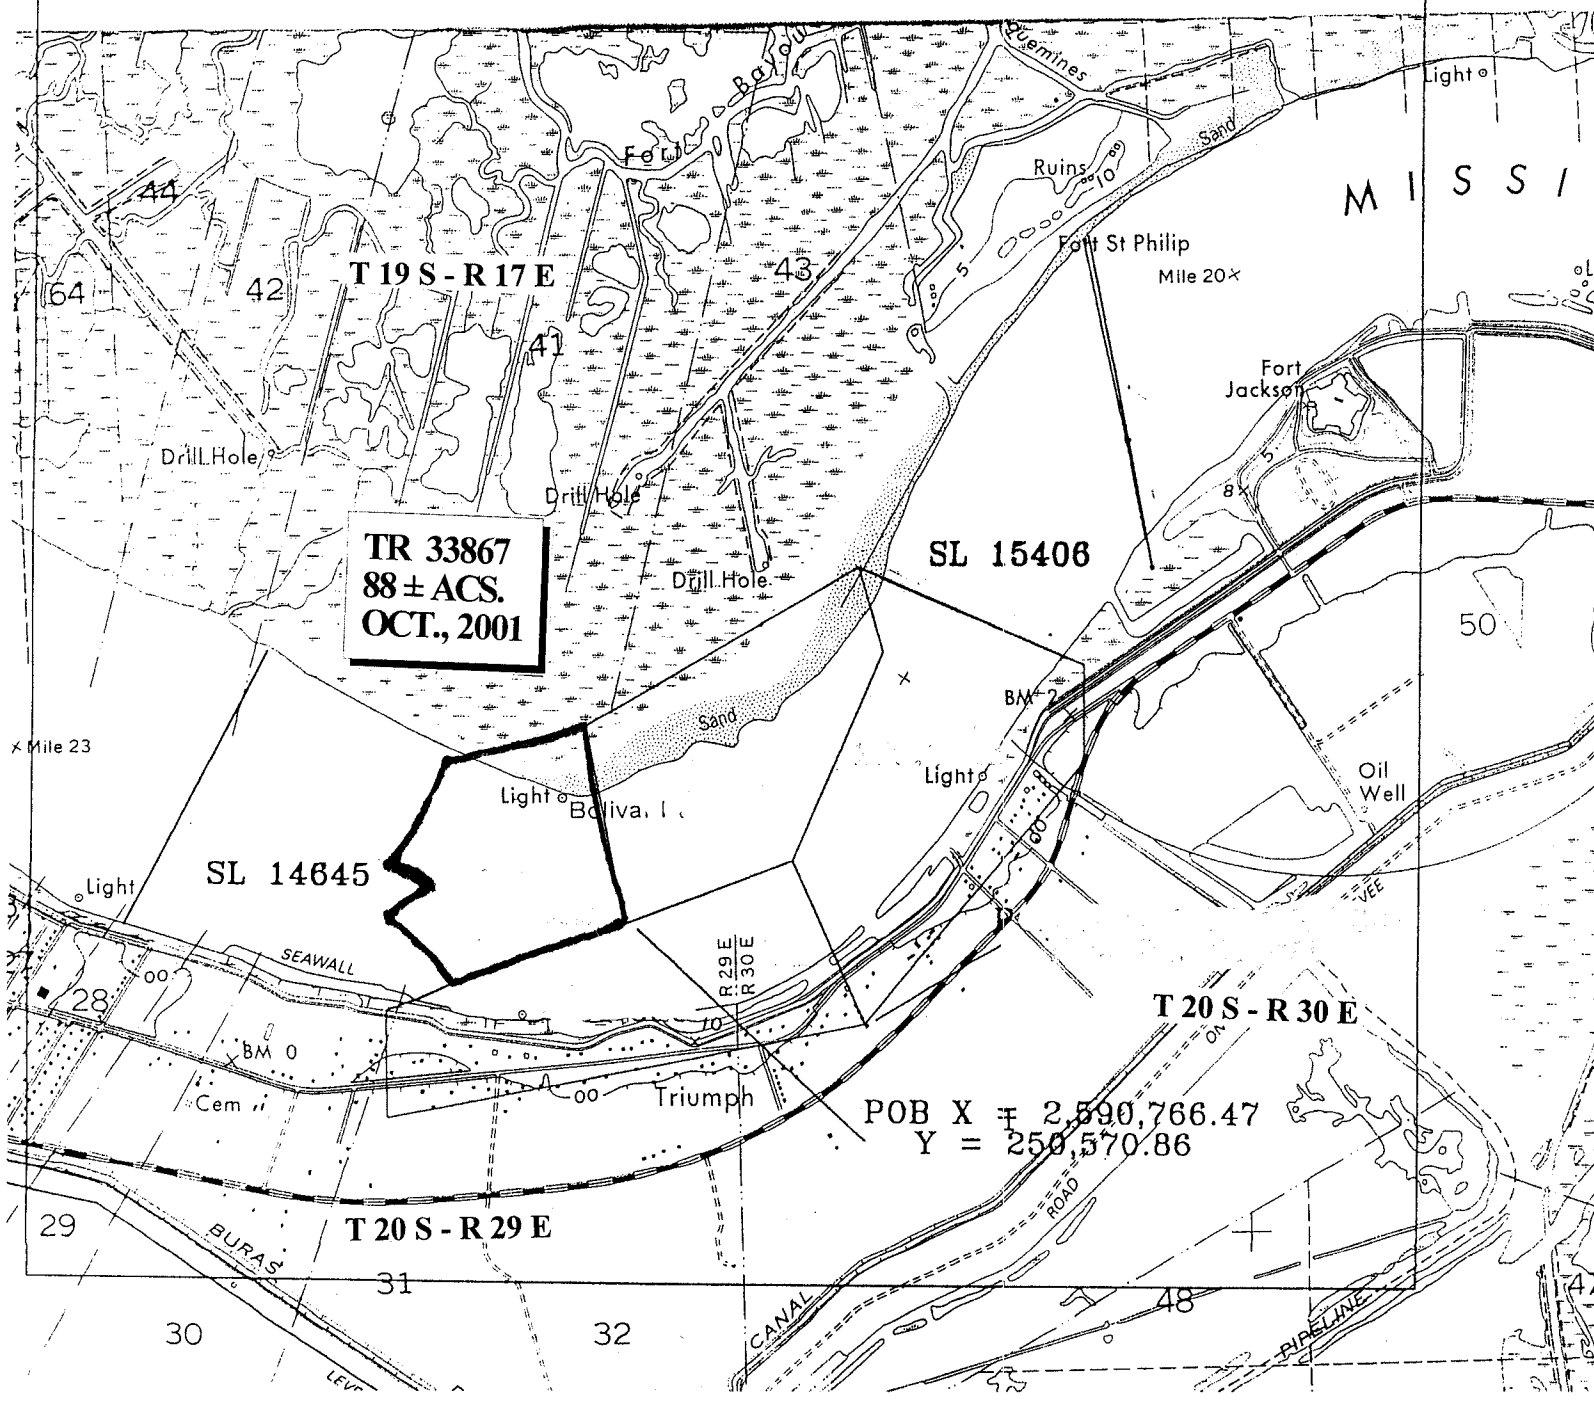 quemines
Light
Bayou
Fort
Sand
Ruins
10
MISSI
44
Fort St Philip
Mile 20
5
43
T 19 S - R 17 E
64
42
41
Fort
Jackson
5
8
Drill Hole
Drill Hole
Drill Hole
TR 33867
88 ± ACS.
OCT., 2001
SL 15406
50
BM 2
Sand
Mile 23
Light
Oil
Well
Light
SL 14645
Light
VEE
R 29 E
R 30 E
SEAWALL
00
28
T 20 S - R 30 E
10
BM 0
Cem
00
Triumph
POB X = 2,590,766.47
Y = 250,570.86
ROAD
29
T 20 S - R 29 E
BURAS
31
48
30
32
CANAL
PIPELINE